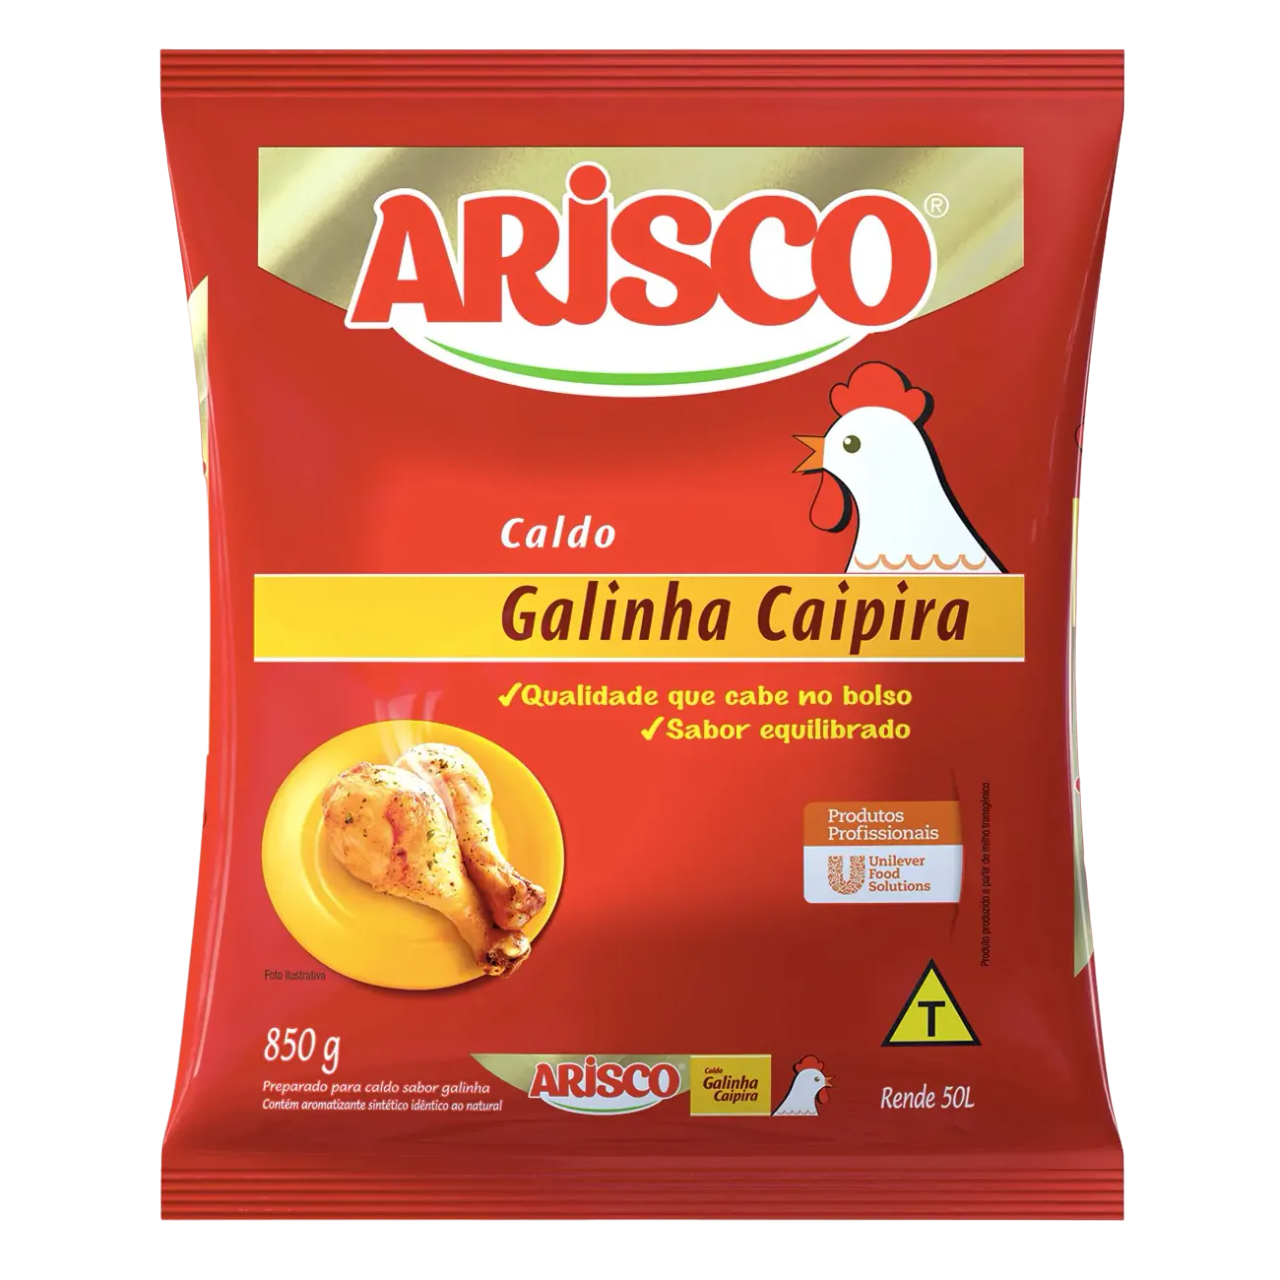 ARISCO®
Caldo
Galinha Caipira
✓Qualidade que cabe no bolso
✓Sabor equilibrado
Produtos
Profissionais
Unilever
Food
Solutions
Produto produzido a partir de milho transgênico
Foto ilustrativa
T
850 g
Preparado para caldo sabor galinha
Contém aromatizante sintético idêntico ao natural
ARISCO
Caldo
Galinha
Caipira
Rende 50L